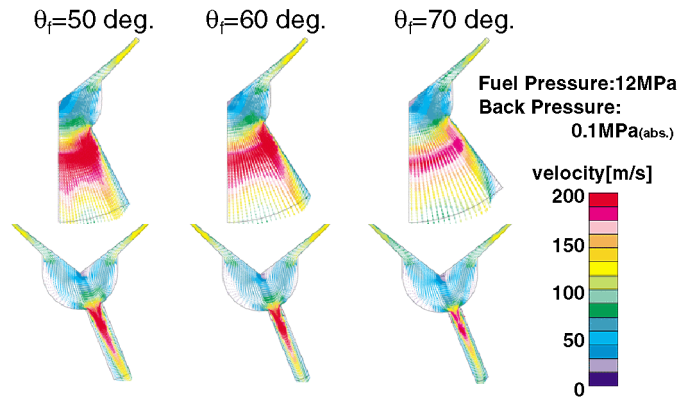 θf=50 deg. θf=60 deg. θf=70 deg.
Fuel Pressure:12MPa
Back Pressure:
0.1MPa(abs.)
velocity[m/s]
200
150
100
50
0